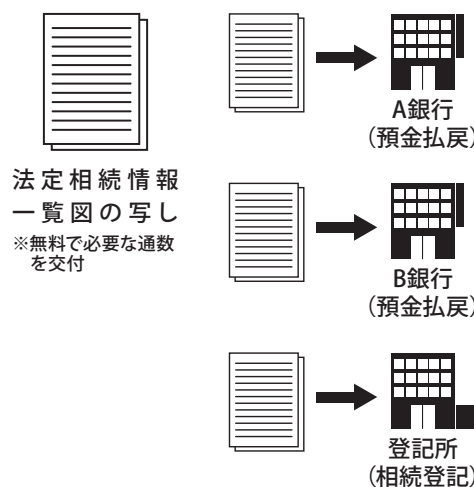 法定相続情報
一覧図の写し
※無料で必要な通数
を交付
A銀行
（預金払戻）
B銀行
（預金払戻）
登記所
（相続登記）